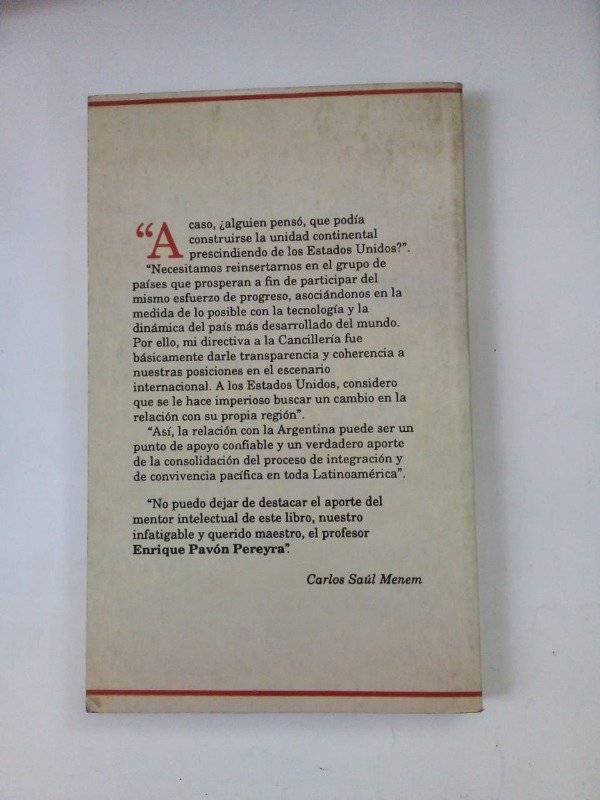 “A caso, ¿alguien pensó, que podía
construirse la unidad continental
prescindiendo de los Estados Unidos?”.
“Necesitamos reinsertarnos en el grupo de
países que prosperan a fin de participar del
mismo esfuerzo de progreso, asociándonos en la
medida de lo posible con la tecnología y la
dinámica del país más desarrollado del mundo.
Por ello, mi directiva a la Cancillería fue
básicamente darle transparencia y coherencia a
nuestras posiciones en el escenario
internacional. A los Estados Unidos, considero
que se le hace imperioso buscar un cambio en la
relación con su propia región”.
“Así, la relación con la Argentina puede ser un
punto de apoyo confiable y un verdadero aporte
de la consolidación del proceso de integración y
de convivencia pacífica en toda Latinoamérica”.
“No puedo dejar de destacar el aporte del
mentor intelectual de este libro, nuestro
infatigable y querido maestro, el profesor
Enrique Pavón Pereyra”.
Carlos Saúl Menem